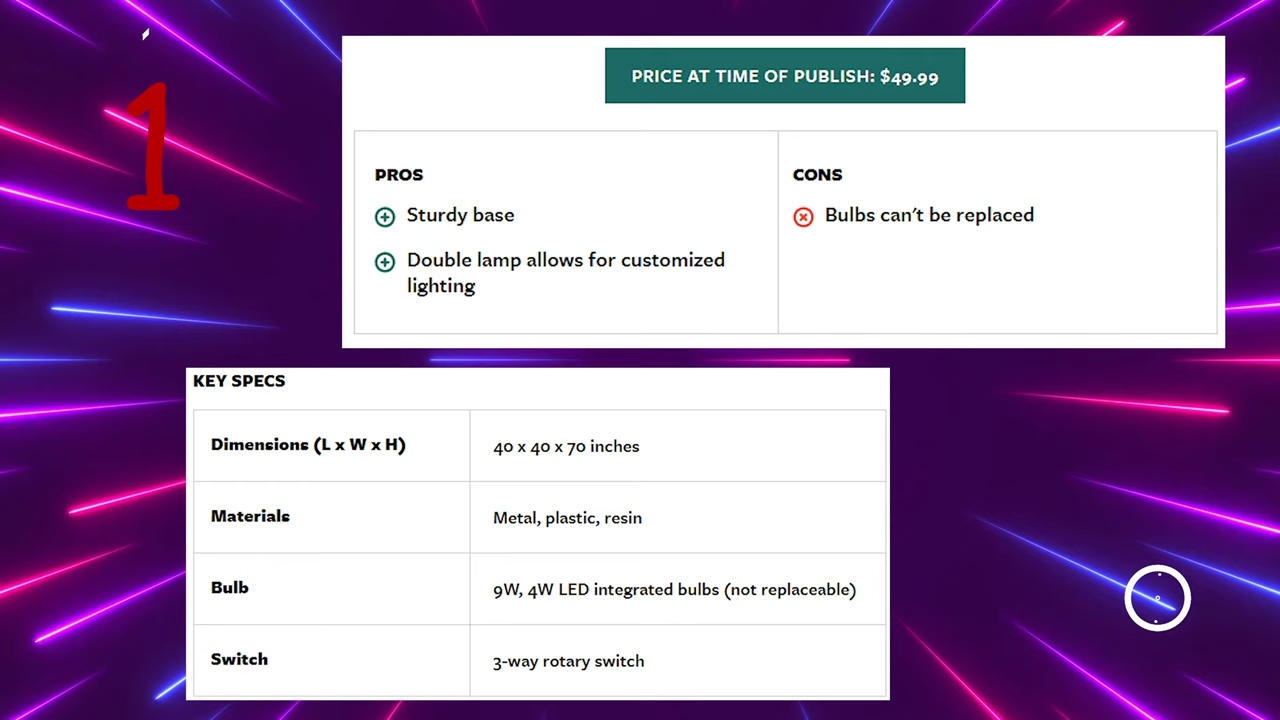 1
PRICE AT TIME OF PUBLISH: $49.99
PROS
Sturdy base
Double lamp allows for customized
lighting
CONS
Bulbs can't be replaced
KEY SPECS
Dimensions (L x W x H) 40 x 40 x 70 inches
Materials Metal, plastic, resin
Bulb 9W, 4W LED integrated bulbs (not replaceable)
Switch 3-way rotary switch